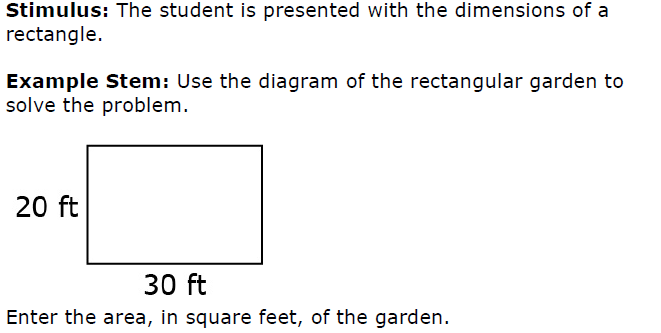 Stimulus: The student is presented with the dimensions of a
rectangle.
Example Stem: Use the diagram of the rectangular garden to
solve the problem.
20 ft
30 ft
Enter the area, in square feet, of the garden.